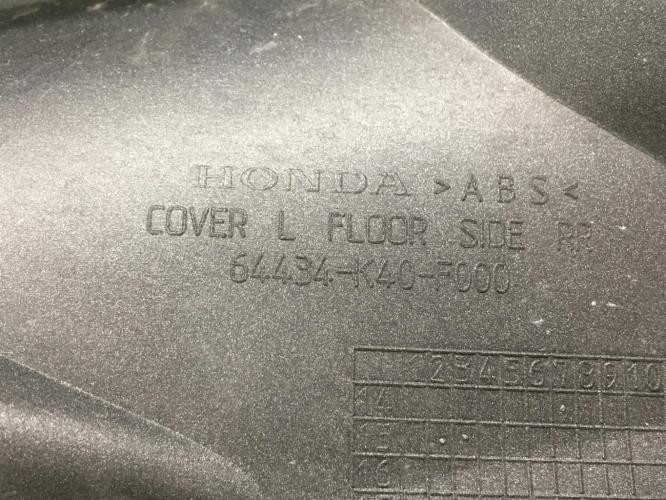 HONDA >ABS<
COVER L FLOOR SIDE RR
64434-K40-F000
1 2 3 4 5 6 7 8 9 10
14
15
16